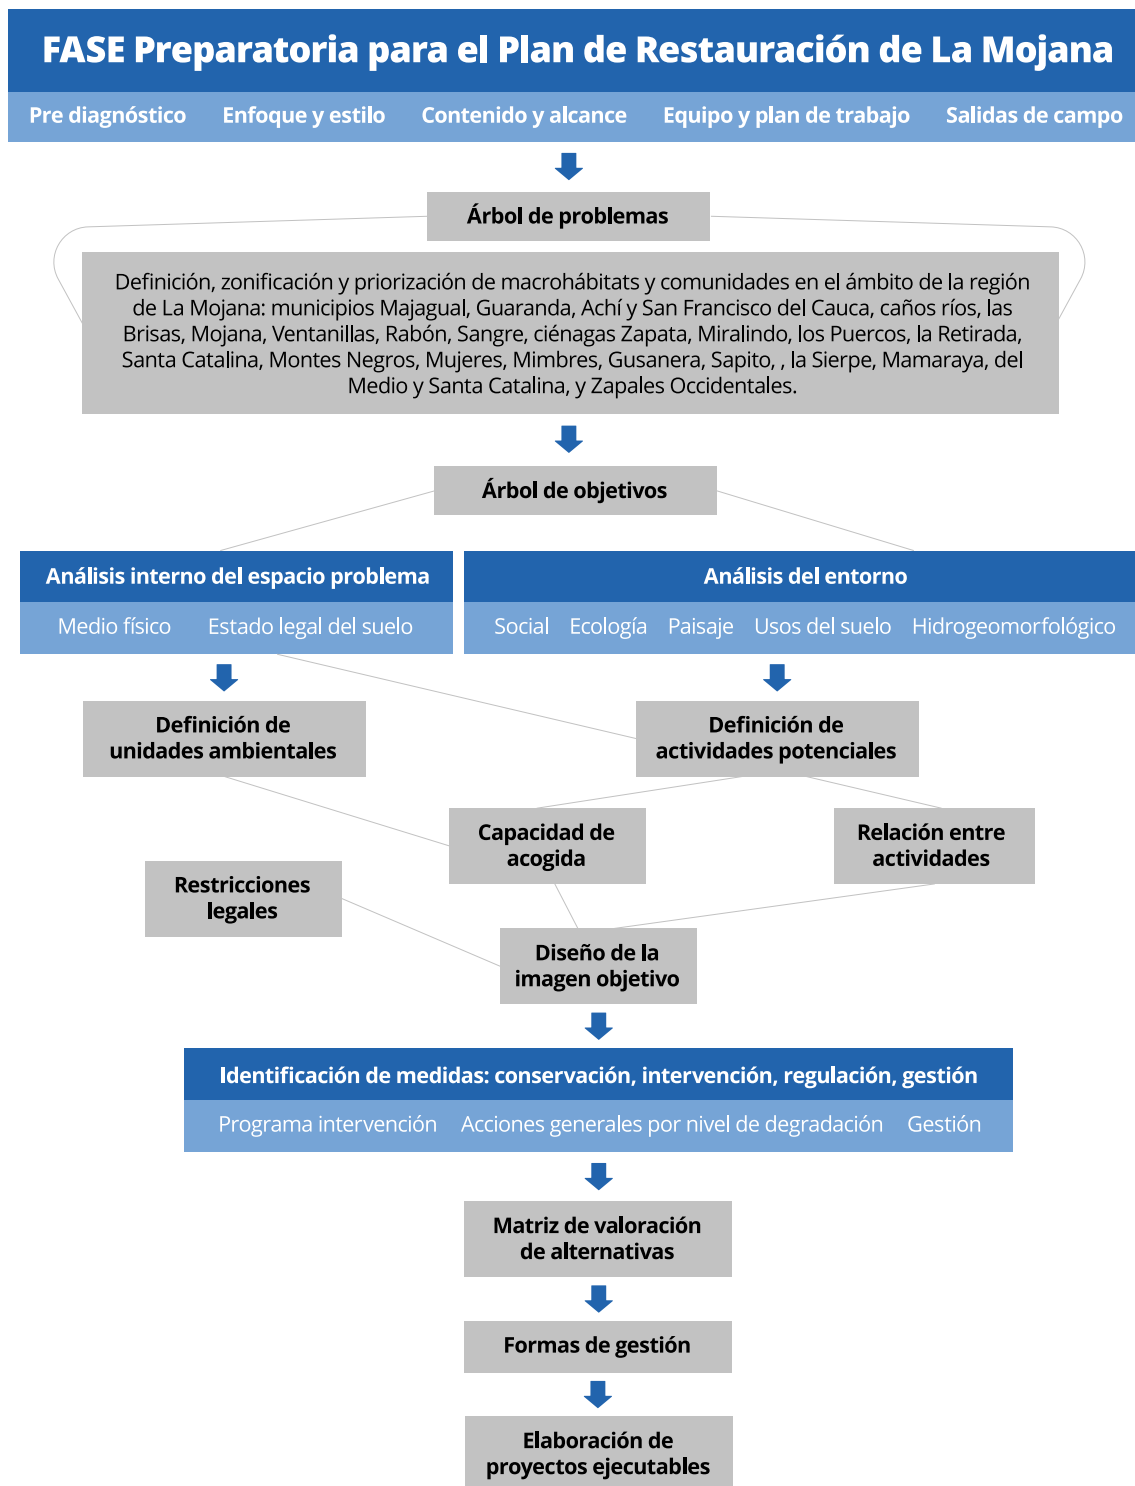 FASE Preparatoria para el Plan de Restauración de La Mojana
Pre diagnóstico Enfoque y estilo Contenido y alcance Equipo y plan de trabajo Salidas de campo
Árbol de problemas
Definición, zonificación y priorización de macrohábitats y comunidades en el ámbito de la región
de La Mojana: municipios Majagual, Guaranda, Achí y San Francisco del Cauca, caños ríos, las
Brisas, Mojana, Ventanillas, Rabón, Sangre, ciénagas Zapata, Miralindo, los Puercos, la Retirada,
Santa Catalina, Montes Negros, Mujeres, Mimbres, Gusanera, Sapito, , la Sierpe, Mamaraya, del
Medio y Santa Catalina, y Zapales Occidentales.
Árbol de objetivos
Análisis interno del espacio problema
Medio físico Estado legal del suelo
Análisis del entorno
Social Ecología Paisaje Usos del suelo Hidrogeomorfológico
Definición de
unidades ambientales
Definición de
actividades potenciales
Capacidad de
acogida
Relación entre
actividades
Restricciones
legales
Diseño de la
imagen objetivo
Identificación de medidas: conservación, intervención, regulación, gestión
Programa intervención Acciones generales por nivel de degradación Gestión
Matriz de valoración
de alternativas
Formas de gestión
Elaboración de
proyectos ejecutables